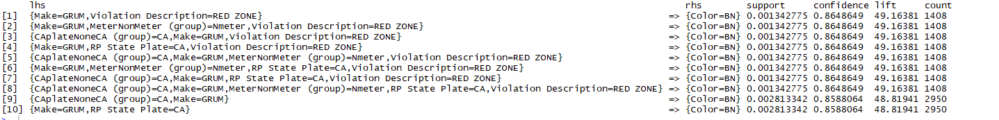 lhs rhs support confidence lift count
[1] {Make=GRUM,Violation Description=RED ZONE} => {Color=BN} 0.001342775 0.8648649 49.16381 1408
[2] {Make=GRUM,MeterNonMeter (group)=Nmeter,Violation Description=RED ZONE} => {Color=BN} 0.001342775 0.8648649 49.16381 1408
[3] {CAplateNoneCA (group)=CA,Make=GRUM,Violation Description=RED ZONE} => {Color=BN} 0.001342775 0.8648649 49.16381 1408
[4] {Make=GRUM,RP State Plate=CA,Violation Description=RED ZONE} => {Color=BN} 0.001342775 0.8648649 49.16381 1408
[5] {CAplateNoneCA (group)=CA,Make=GRUM,MeterNonMeter (group)=Nmeter,Violation Description=RED ZONE} => {Color=BN} 0.001342775 0.8648649 49.16381 1408
[6] {Make=GRUM,MeterNonMeter (group)=Nmeter,RP State Plate=CA,Violation Description=RED ZONE} => {Color=BN} 0.001342775 0.8648649 49.16381 1408
[7] {CAplateNoneCA (group)=CA,Make=GRUM,RP State Plate=CA,Violation Description=RED ZONE} => {Color=BN} 0.001342775 0.8648649 49.16381 1408
[8] {CAplateNoneCA (group)=CA,Make=GRUM,MeterNonMeter (group)=Nmeter,RP State Plate=CA,Violation Description=RED ZONE} => {Color=BN} 0.001342775 0.8648649 49.16381 1408
[9] {CAplateNoneCA (group)=CA,Make=GRUM} => {Color=BN} 0.002813342 0.8588064 48.81941 2950
[10] {Make=GRUM,RP State Plate=CA} => {Color=BN} 0.002813342 0.8588064 48.81941 2950